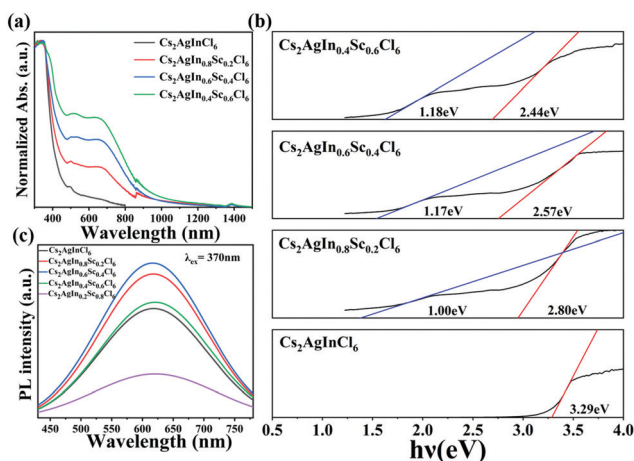 (a)
Normalized Abs. (a.u.)
Cs2AgInCl6
Cs2AgIn0.8Sc0.2Cl6
Cs2AgIn0.6Sc0.4Cl6
Cs2AgIn0.4Sc0.6Cl6
400 600 800 1000 1200 1400
Wavelength (nm)
(c)
PL intensity (a.u.)
Cs2AgInCl6
Cs2AgIn0.8Sc0.2Cl6
Cs2AgIn0.6Sc0.4Cl6
Cs2AgIn0.4Sc0.6Cl6
Cs2AgIn0.2Sc0.8Cl6
λex= 370nm
450 500 550 600 650 700 750
Wavelength (nm)
(b)
Cs2AgIn0.4Sc0.6Cl6
1.18eV 2.44eV
Cs2AgIn0.6Sc0.4Cl6
1.17eV 2.57eV
Cs2AgIn0.8Sc0.2Cl6
1.00eV 2.80eV
Cs2AgInCl6
3.29eV
0.5 1.0 1.5 2.0 2.5 3.0 3.5 4.0
hν(eV)